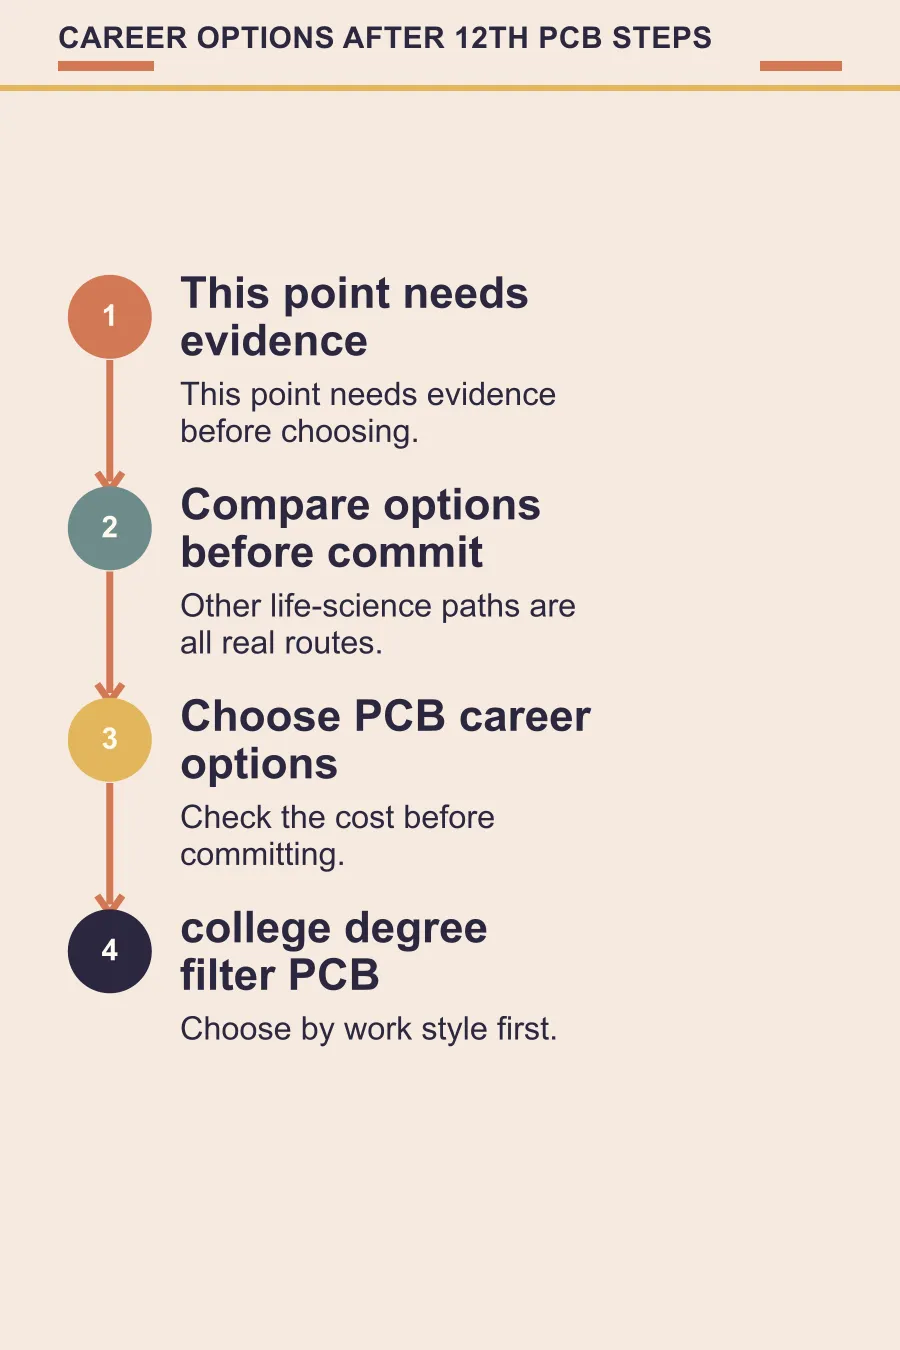 CAREER OPTIONS AFTER 12TH PCB STEPS
1
This point needs
evidence
This point needs evidence
before choosing.
2
Compare options
before commit
Other life-science paths are
all real routes.
3
Choose PCB career
options
Check the cost before
committing.
4
college degree
filter PCB
Choose by work style first.